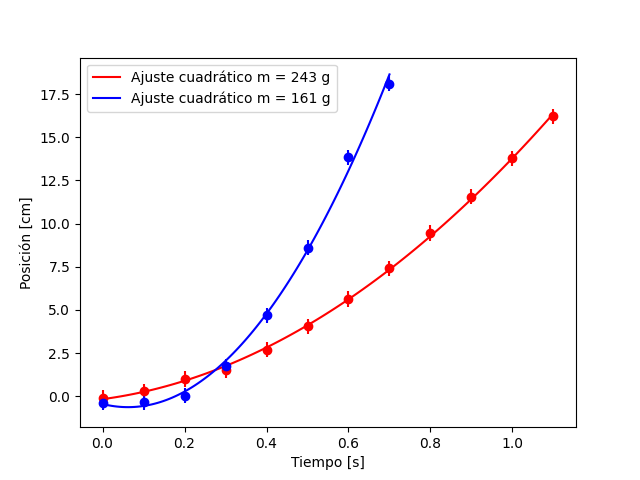 Ajuste cuadrático m = 243 g
Ajuste cuadrático m = 161 g
17.5
15.0
12.5
10.0
7.5
5.0
2.5
0.0
Posición [cm]
0.0 0.2 0.4 0.6 0.8 1.0
Tiempo [s]